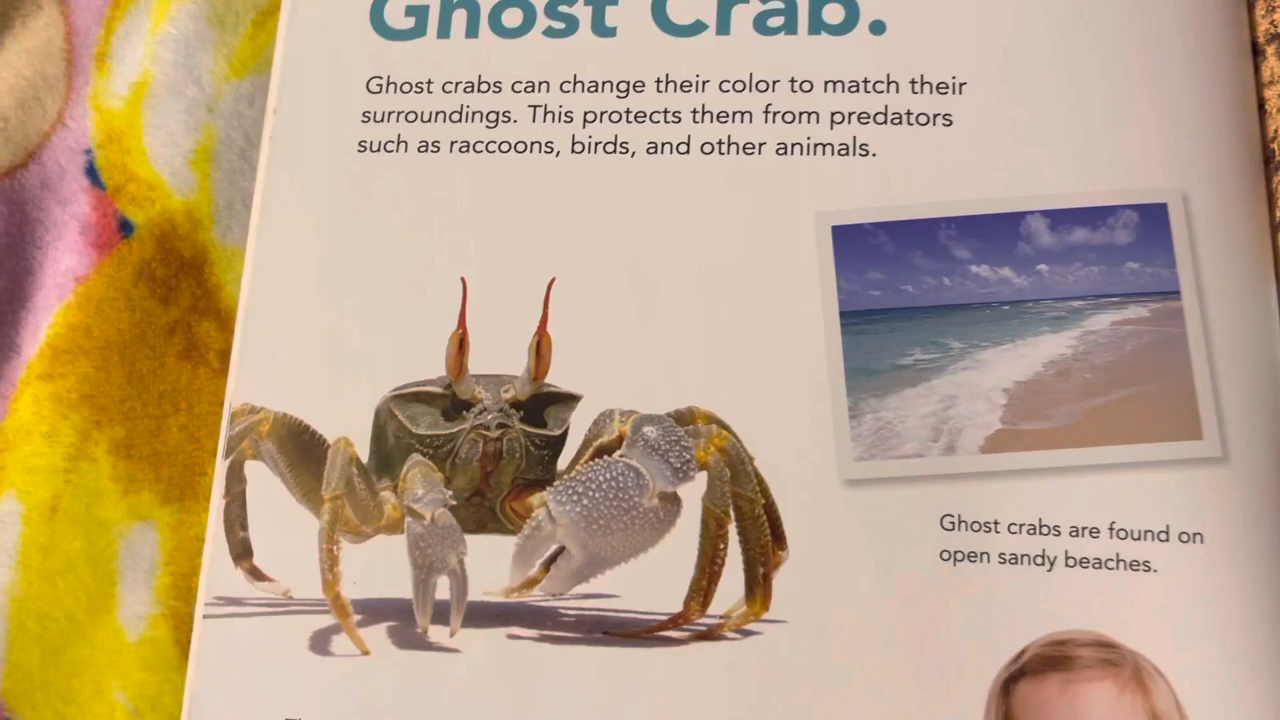 Ghost Crab.
Ghost crabs can change their color to match their
surroundings. This protects them from predators
such as raccoons, birds, and other animals.
Ghost crabs are found on
open sandy beaches.